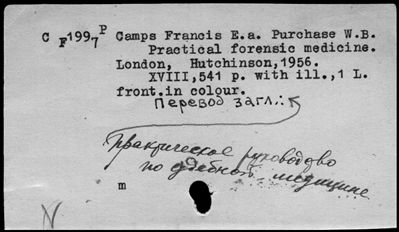 C F1997 P Camps Francis E.a. Purchase W.B.
Practical forensic medicine.
London, Hutchinson, 1956.
XVIII,541 p. with ill.,1 L.
front.in colour.
Перевод загл.:
Практическое руководство
по судебной медицине
m
N